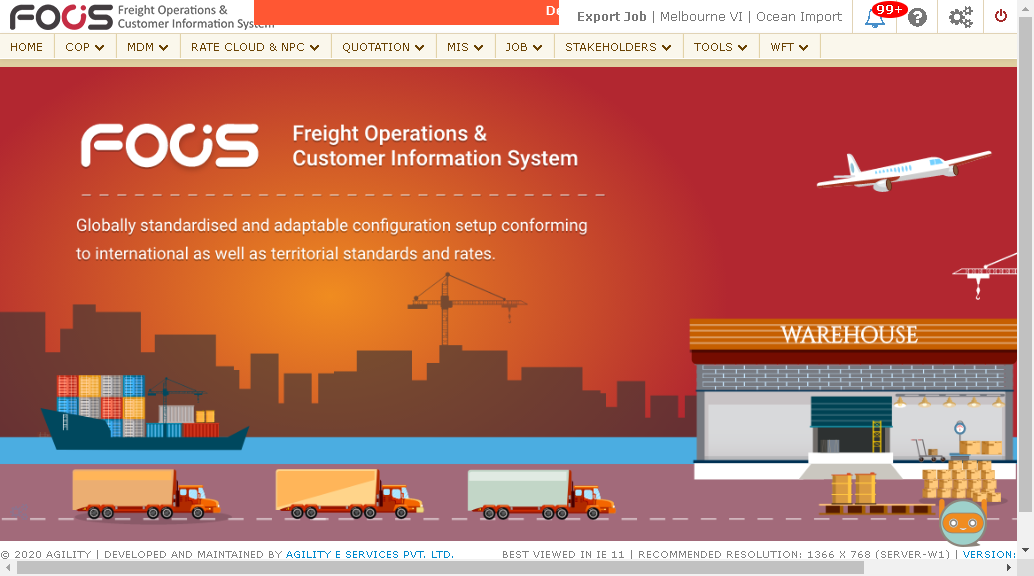 FOCUS Freight Operations &
Customer Information System
Export Job | Melbourne VI | Ocean Import
99+
HOME COP MDM RATE CLOUD & NPC QUOTATION MIS JOB STAKEHOLDERS TOOLS WFT
FOCUS Freight Operations &
Customer Information System
Globally standardised and adaptable configuration setup conforming
to international as well as territorial standards and rates.
WAREHOUSE
© 2020 AGILITY | DEVELOPED AND MAINTAINED BY AGILITY E SERVICES PVT. LTD. BEST VIEWED IN IE 11 | RECOMMENDED RESOLUTION: 1366 X 768 (SERVER-W1) | VERSION: